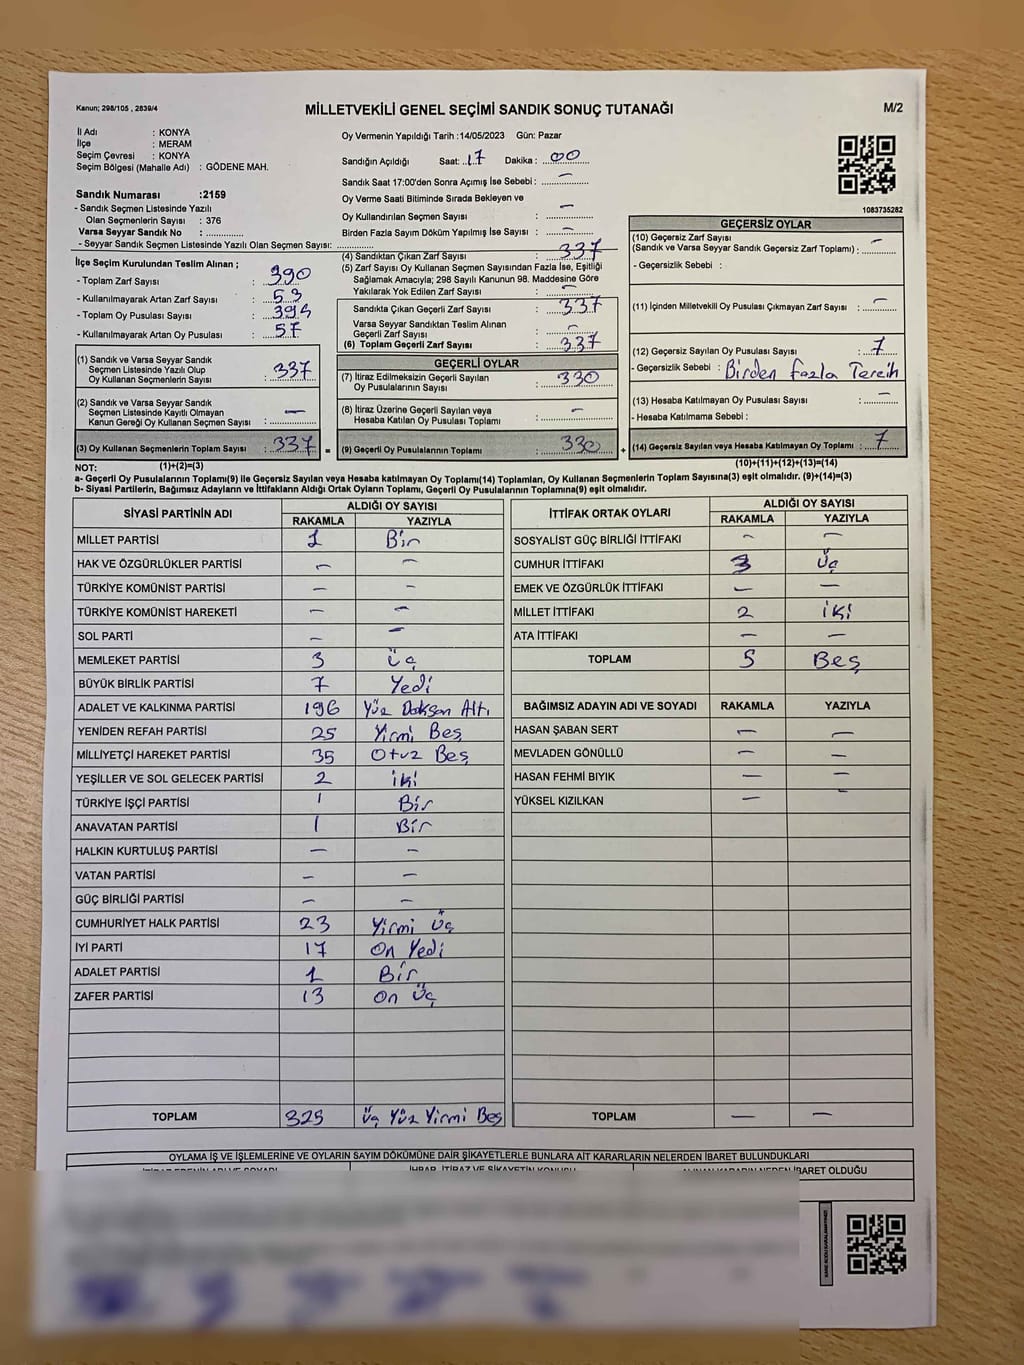 Kanun; 298/105 , 2839/4
MİLLETVEKİLİ GENEL SEÇİMİ SANDIK SONUÇ TUTANAĞI
M/2
İl Adı : KONYA
İlçe : MERAM
Seçim Çevresi : KONYA
Seçim Bölgesi (Mahalle Adı) : GÖDENE MAH.
Sandık Numarası :2159
- Sandık Seçmen Listesinde Yazılı
Olan Seçmenlerin Sayısı : 376
Varsa Seyyar Sandık No : ............
- Seyyar Sandık Seçmen Listesinde Yazılı Olan Seçmen Sayısı: ............
Oy Vermenin Yapıldığı Tarih :14/05/2023 Gün: Pazar
Sandığın Açıldığı Saat: 17 Dakika : 00
Sandık Saat 17:00'den Sonra Açımış İse Sebebi : —
Oy Verme Saati Bitiminde Sırada Bekleyen ve
Oy Kullandırılan Seçmen Sayısı : —
Birden Fazla Sayım Döküm Yapılmış İse Sayısı : —
1083735282
İlçe Seçim Kurulundan Teslim Alınan ;
- Toplam Zarf Sayısı : 390
- Kullanılmayarak Artan Zarf Sayısı : 53
- Toplam Oy Pusulası Sayısı : 394
- Kullanılmayarak Artan Oy Pusulası : 57
(1) Sandık ve Varsa Seyyar Sandık
Seçmen Listesinde Yazılı Olup
Oy Kullanan Seçmenlerin Sayısı : 337
(2) Sandık ve Varsa Seyyar Sandık
Seçmen Listesinde Kayıtlı Olmayan
Kanun Gereği Oy Kullanan Seçmen Sayısı : —
(3) Oy Kullanan Seçmenlerin Toplam Sayısı : 337
(4) Sandıktan Çıkan Zarf Sayısı : 337
(5) Zarf Sayısı Oy Kullanan Seçmen Sayısından Fazla İse, Eşitliği
Sağlamak Amacıyla; 298 Sayılı Kanunun 98. Maddesine Göre
Yakılarak Yok Edilen Zarf Sayısı : —
Sandıkta Çıkan Geçerli Zarf Sayısı : 337
Varsa Seyyar Sandıktan Teslim Alınan
Geçerli Zarf Sayısı : —
(6) Toplam Geçerli Zarf Sayısı : 337
GEÇERLİ OYLAR
(7) İtiraz Edilmeksizin Geçerli Sayılan
Oy Pusulalarının Sayısı : 330
(8) İtiraz Üzerine Geçerli Sayılan veya
Hesaba Katılan Oy Pusulası Toplamı : —
= (9) Geçerli Oy Pusulalarının Toplamı : 330 +
GEÇERSİZ OYLAR
(10) Geçersiz Zarf Sayısı
(Sandık ve Varsa Seyyar Sandık Geçersiz Zarf Toplamı) : —
- Geçersizlik Sebebi :
(11) İçinden Milletvekili Oy Pusulası Çıkmayan Zarf Sayısı : —
(12) Geçersiz Sayılan Oy Pusulası Sayısı : 7
- Geçersizlik Sebebi : Birden Fazla Tercih
(13) Hesaba Katılmayan Oy Pusulası Sayısı : —
- Hesaba Katılmama Sebebi :
(14) Geçersiz Sayılan veya Hesaba Katılmayan Oy Toplamı : 7
NOT: (1)+(2)=(3)
(10)+(11)+(12)+(13)=(14)
a- Geçerli Oy Pusulalarının Toplamı(9) ile Geçersiz Sayılan veya Hesaba Katılmayan Oy Toplamı(14) Toplamları, Oy Kullanan Seçmenlerin Toplam Sayısına(3) eşit olmalıdır. (9)+(14)=(3)
b- Siyasi Partilerin, Bağımsız Adayların ve İttifakların Aldığı Ortak Oyların Toplamı, Geçerli Oy Pusulalarının Toplamına(9) eşit olmalıdır.
SİYASİ PARTİNİN ADI ALDIĞI OY SAYISI
RAKAMLA YAZIYLA
MİLLET PARTİSİ 1 Bir
HAK VE ÖZGÜRLÜKLER PARTİSİ — —
TÜRKİYE KOMÜNİST PARTİSİ — —
TÜRKİYE KOMÜNİST HAREKETİ — —
SOL PARTİ — —
MEMLEKET PARTİSİ 3 üç
BÜYÜK BİRLİK PARTİSİ 7 Yedi
ADALET VE KALKINMA PARTİSİ 196 Yüz Doksan Altı
YENİDEN REFAH PARTİSİ 25 Yirmi Beş
MİLLİYETÇİ HAREKET PARTİSİ 35 Otuz Beş
YEŞİLLER VE SOL GELECEK PARTİSİ 2 iki
TÜRKİYE İŞÇİ PARTİSİ 1 Bir
ANAVATAN PARTİSİ 1 Bir
HALKIN KURTULUŞ PARTİSİ — —
VATAN PARTİSİ — —
GÜÇ BİRLİĞİ PARTİSİ — —
CUMHURİYET HALK PARTİSİ 23 Yirmi üç
İYİ PARTİ 17 On Yedi
ADALET PARTİSİ 1 Bir
ZAFER PARTİSİ 13 On üç
TOPLAM 325 üç Yüz Yirmi Beş
İTTİFAK ORTAK OYLARI ALDIĞI OY SAYISI
RAKAMLA YAZIYLA
SOSYALİST GÜÇ BİRLİĞİ İTTİFAKI — —
CUMHUR İTTİFAKI 3 üç
EMEK VE ÖZGÜRLÜK İTTİFAKI — —
MİLLET İTTİFAKI 2 iki
ATA İTTİFAKI — —
TOPLAM 5 Beş
BAĞIMSIZ ADAYIN ADI VE SOYADI RAKAMLA YAZIYLA
HASAN ŞABAN SERT — —
MEVLADEN GÖNÜLLÜ — —
HASAN FEHMİ BIYIK — —
YÜKSEL KIZILKAN — —
TOPLAM — —
OYLAMA İŞ VE İŞLEMLERİNE VE OYLARIN SAYIM DÖKÜMÜNE DAİR ŞİKAYETLERLE BUNLARA AİT KARARLARIN NELERDEN İBARET BULUNDUKLARI
İHBAR, İTİRAZ VE ŞİKAYETİN KONUSU
İBARET OLDUĞU